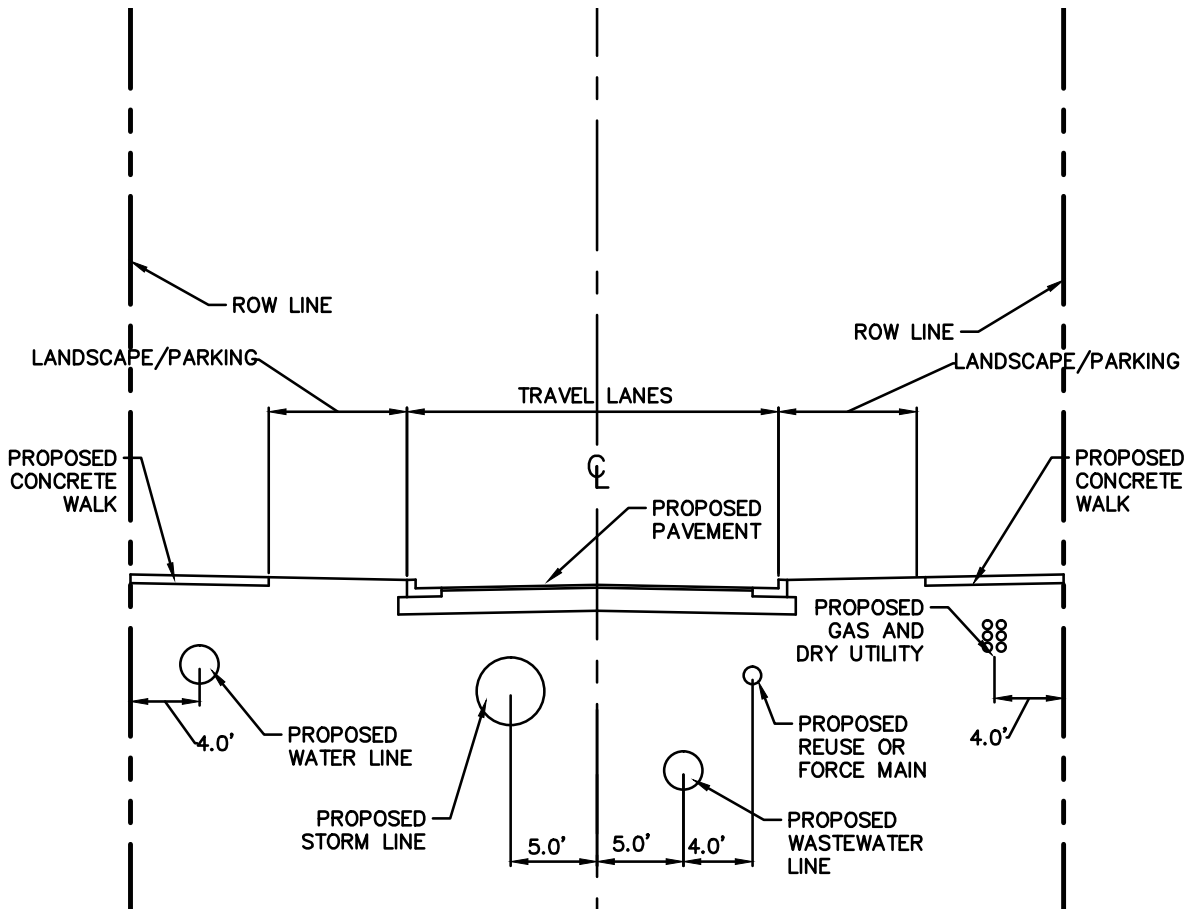 ROW LINE
ROW LINE
LANDSCAPE/PARKING
LANDSCAPE/PARKING
TRAVEL LANES
PROPOSED
CONCRETE
WALK
℄
PROPOSED
CONCRETE
WALK
PROPOSED
PAVEMENT
PROPOSED
GAS AND
DRY UTILITY
4.0'
PROPOSED
WATER LINE
PROPOSED
REUSE OR
FORCE MAIN
4.0'
PROPOSED
STORM LINE
5.0'
5.0'
4.0'
PROPOSED
WASTEWATER
LINE